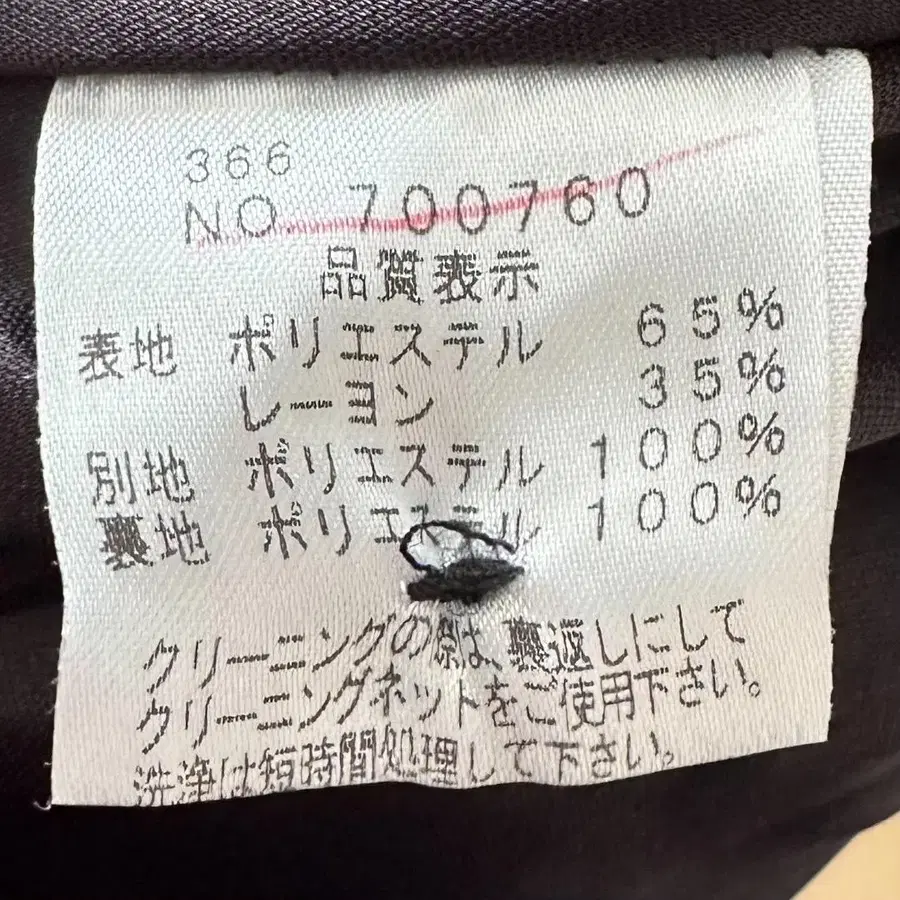 366
NO. 700760
品質表示
表地 ポリエステル 65%
レーヨン 35%
別地 ポリエステル 100%
裏地 ポリエステル 100%
クリーニングの際は、裏返しにして
クリーニングネットをご使用下さい。
洗浄は短時間処理して下さい。